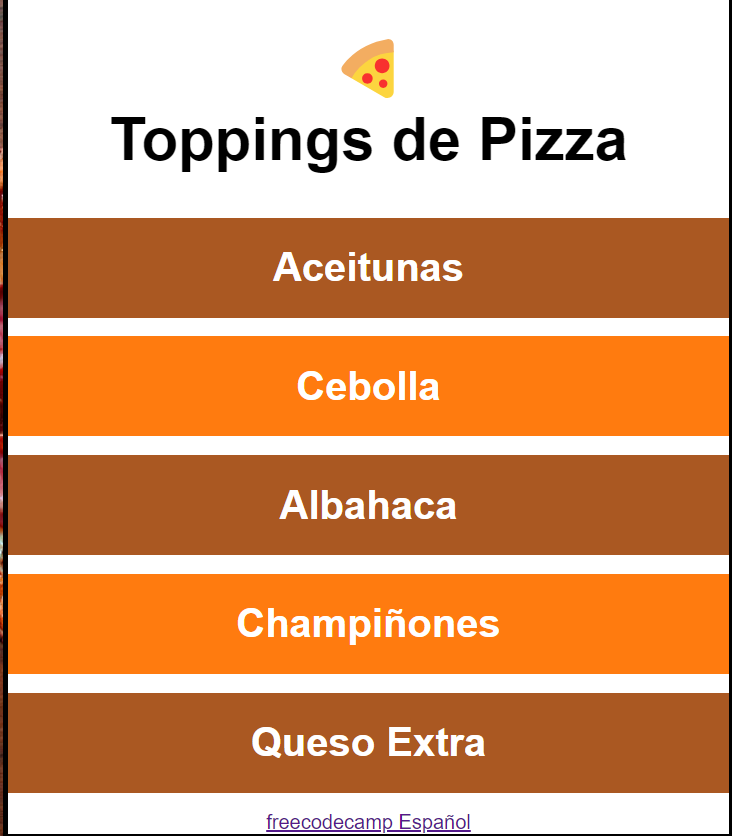 Toppings de Pizza
Aceitunas
Cebolla
Albahaca
Champiñones
Queso Extra
freecodecamp Español